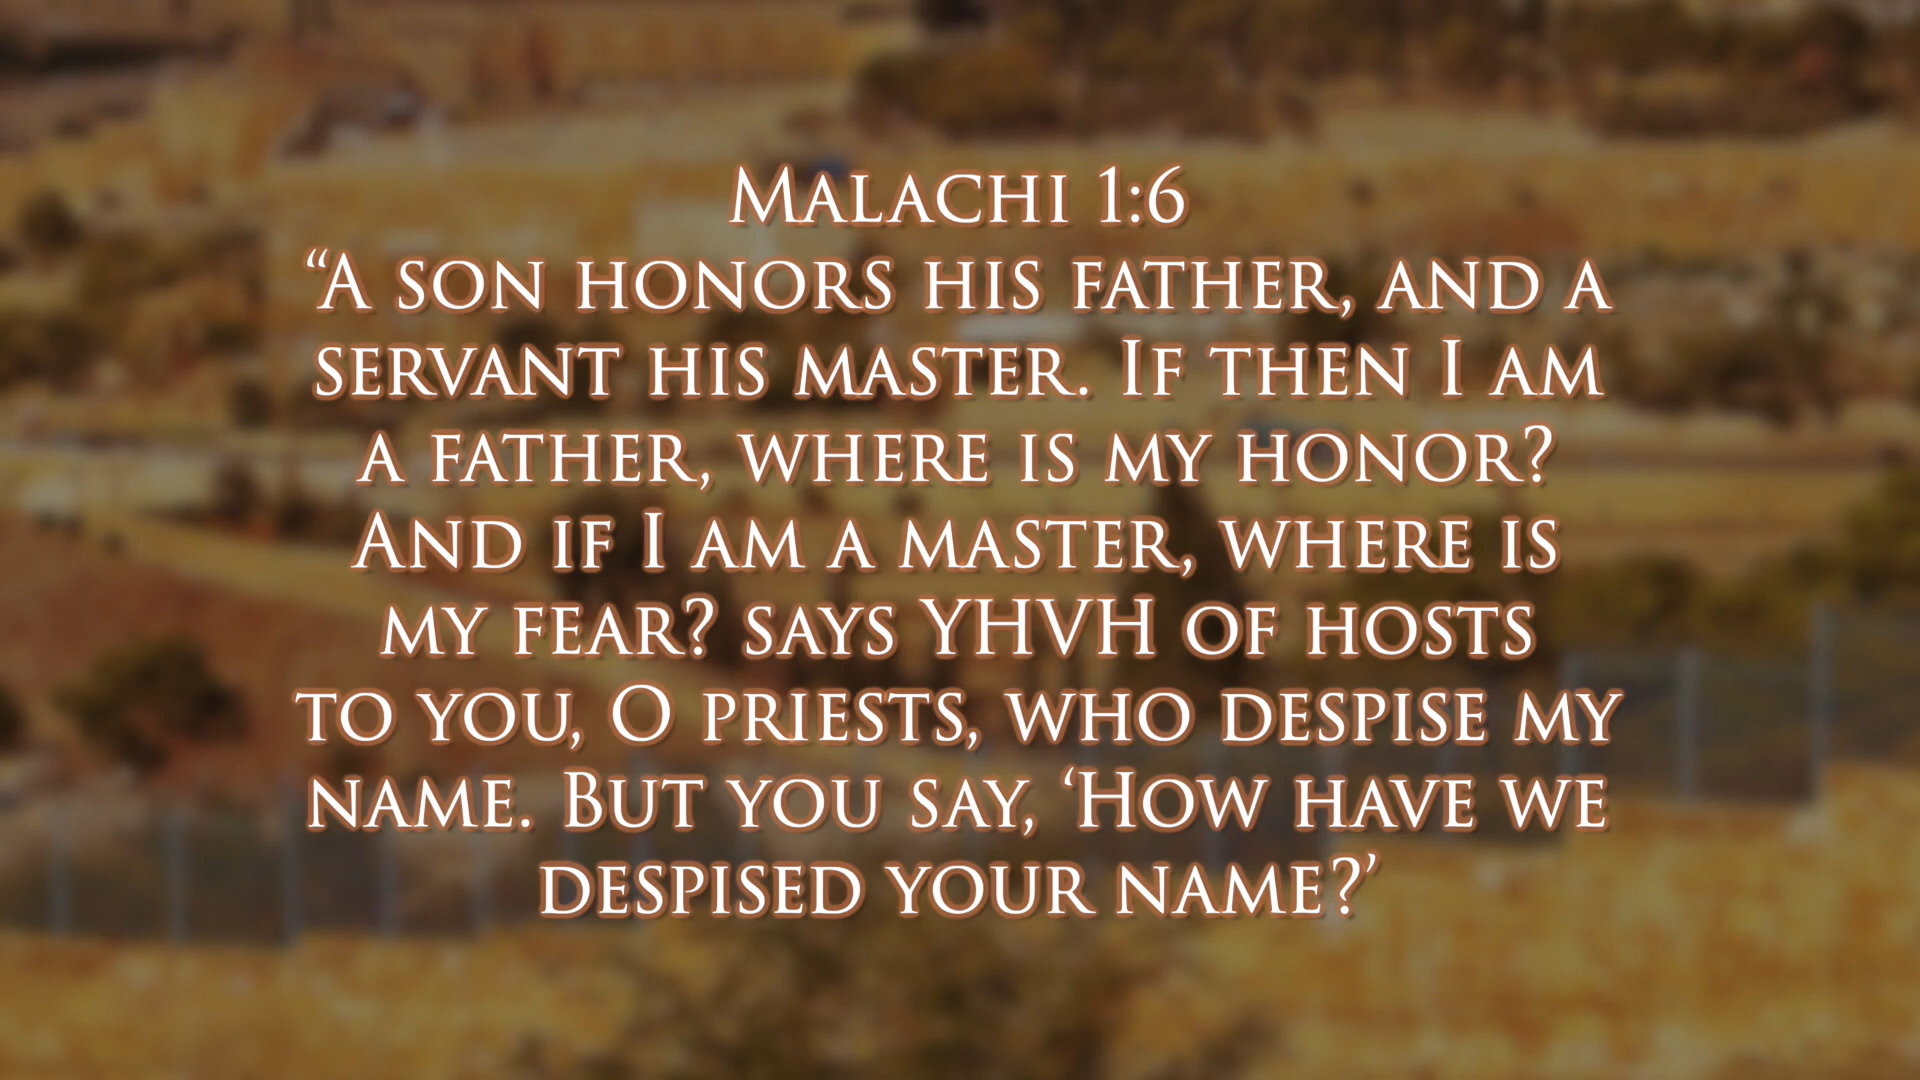 Malachi 1:6
“A son honors his father, and a
servant his master. If then I am
a father, where is my honor?
And if I am a master, where is
my fear? says YHVH of hosts
to you, O priests, who despise my
name. But you say, ‘How have we
despised your name?’